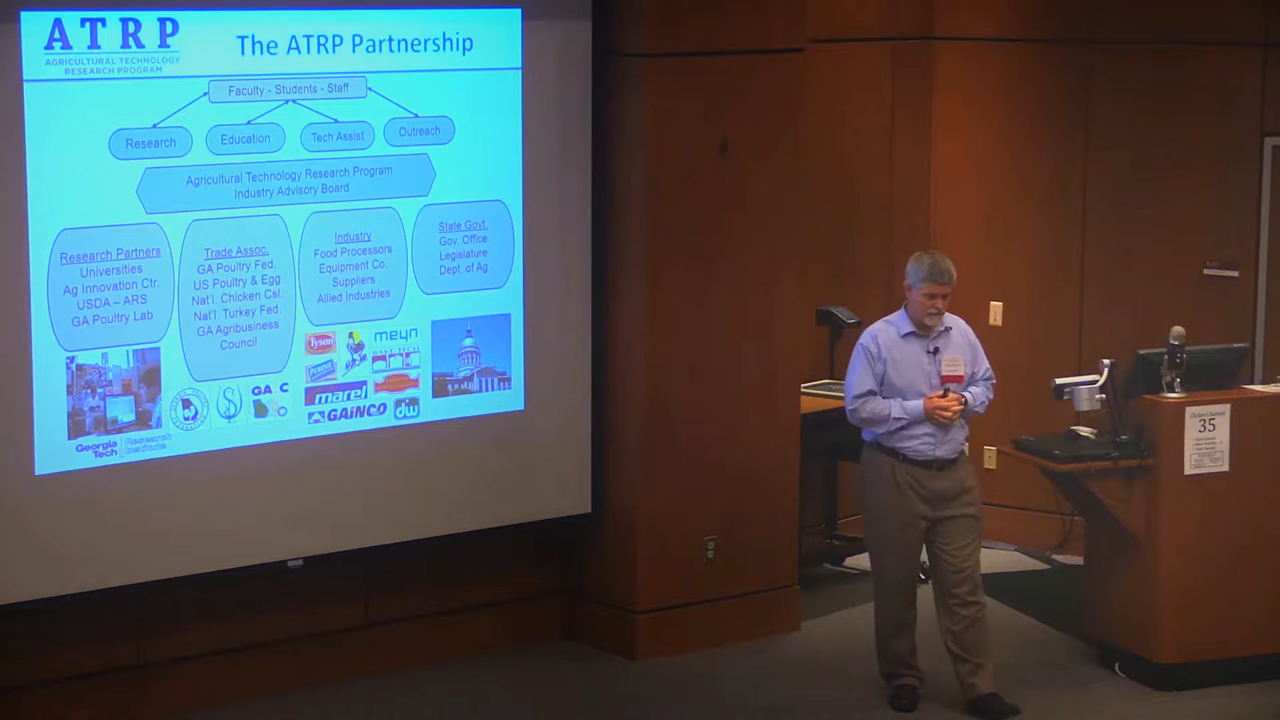 ATRP
AGRICULTURAL TECHNOLOGY
RESEARCH PROGRAM
The ATRP Partnership
Faculty - Students - Staff
Research
Education
Tech Assist
Outreach
Agricultural Technology Research Program
Industry Advisory Board
Research Partners
Universities
Ag Innovation Ctr.
USDA – ARS
GA Poultry Lab
Trade Assoc.
GA Poultry Fed.
US Poultry & Egg
Nat'l. Chicken Csl.
Nat'l. Turkey Fed.
GA Agribusiness
Council
Industry
Food Processors
Equipment Co.
Suppliers
Allied Industries
State Govt.
Gov. Office
Legislature
Dept. of Ag
Tyson
meyn
PERDUE
marel
GAiNCO
Georgia
Tech
Research
Institute
35